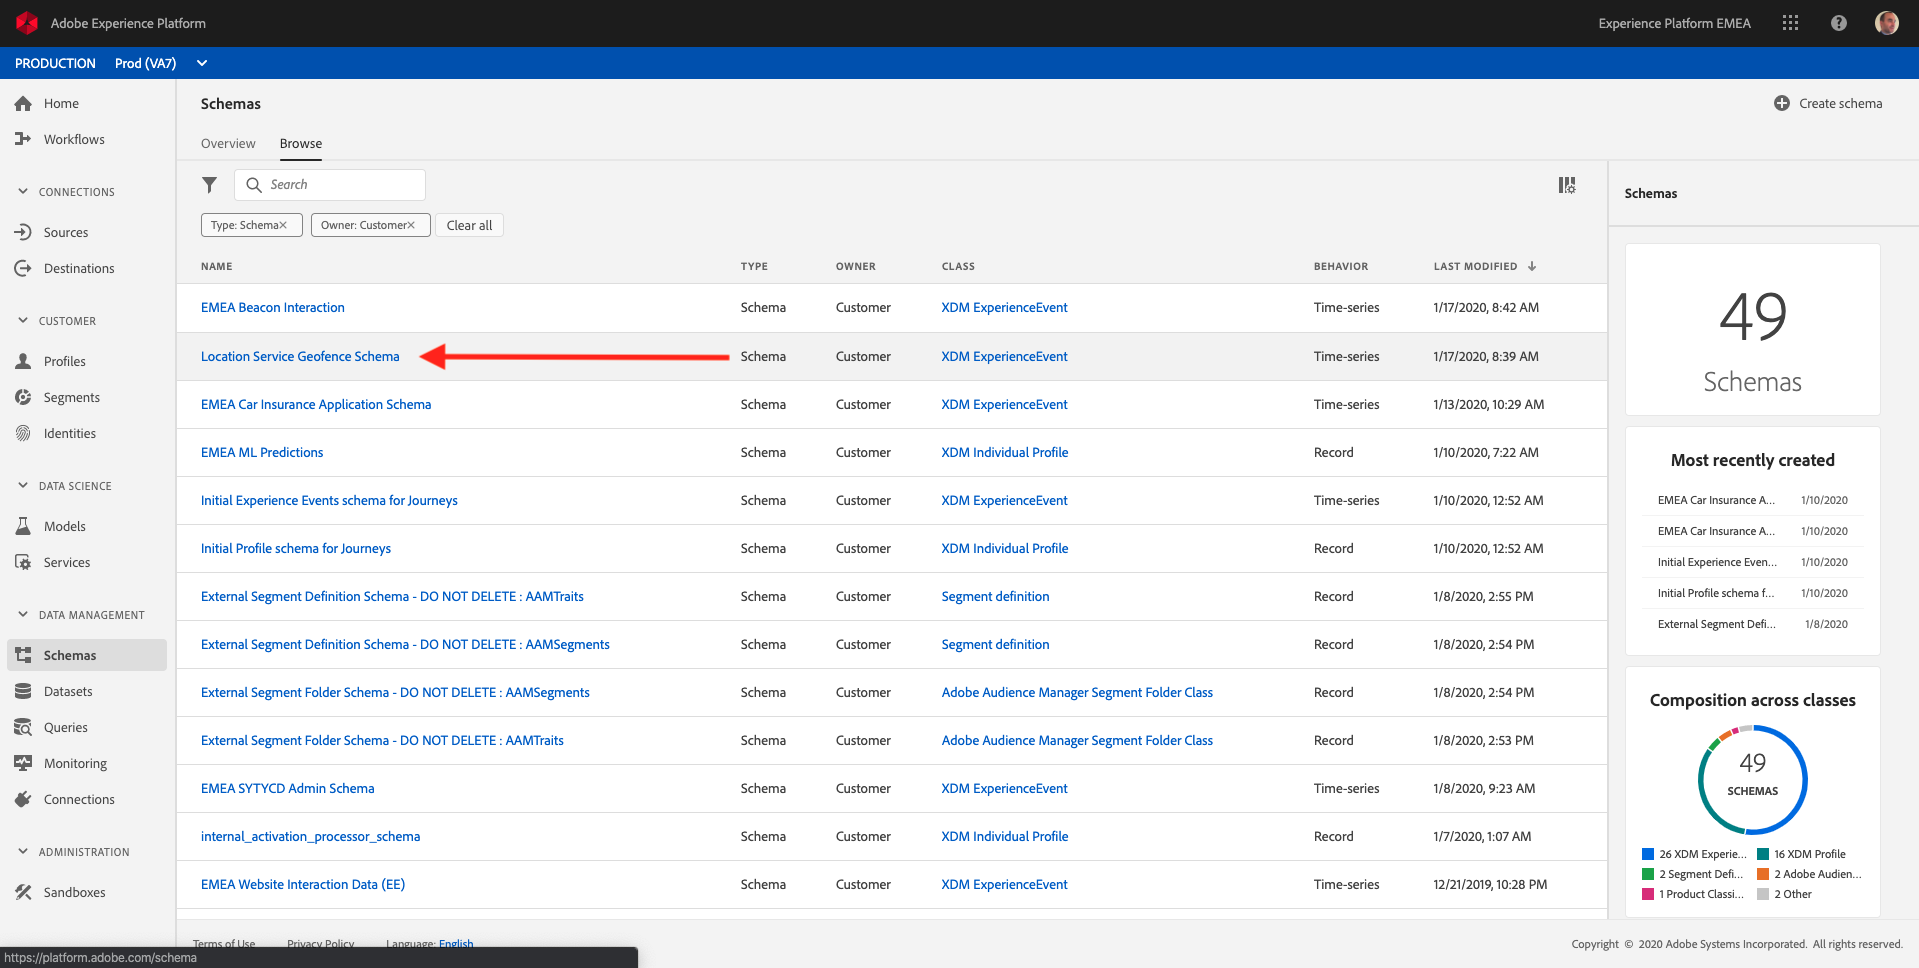 Adobe Experience Platform
Experience Platform EMEA
PRODUCTION Prod (VA7)
Home
Workflows
CONNECTIONS
Sources
Destinations
CUSTOMER
Profiles
Segments
Identities
DATA SCIENCE
Models
Services
DATA MANAGEMENT
Schemas
Datasets
Queries
Monitoring
Connections
ADMINISTRATION
Sandboxes
Schemas
Create schema
Overview Browse
Search
Type: Schema× Owner: Customer× Clear all
NAME TYPE OWNER CLASS BEHAVIOR LAST MODIFIED ↓
EMEA Beacon Interaction Schema Customer XDM ExperienceEvent Time-series 1/17/2020, 8:42 AM
Location Service Geofence Schema Schema Customer XDM ExperienceEvent Time-series 1/17/2020, 8:39 AM
EMEA Car Insurance Application Schema Schema Customer XDM ExperienceEvent Time-series 1/13/2020, 10:29 AM
EMEA ML Predictions Schema Customer XDM Individual Profile Record 1/10/2020, 7:22 AM
Initial Experience Events schema for Journeys Schema Customer XDM ExperienceEvent Time-series 1/10/2020, 12:52 AM
Initial Profile schema for Journeys Schema Customer XDM Individual Profile Record 1/10/2020, 12:52 AM
External Segment Definition Schema - DO NOT DELETE : AAMTraits Schema Customer Segment definition Record 1/8/2020, 2:55 PM
External Segment Definition Schema - DO NOT DELETE : AAMSegments Schema Customer Segment definition Record 1/8/2020, 2:54 PM
External Segment Folder Schema - DO NOT DELETE : AAMSegments Schema Customer Adobe Audience Manager Segment Folder Class Record 1/8/2020, 2:54 PM
External Segment Folder Schema - DO NOT DELETE : AAMTraits Schema Customer Adobe Audience Manager Segment Folder Class Record 1/8/2020, 2:53 PM
EMEA SYTYCD Admin Schema Schema Customer XDM ExperienceEvent Time-series 1/8/2020, 9:23 AM
internal_activation_processor_schema Schema Customer XDM Individual Profile Record 1/7/2020, 1:07 AM
EMEA Website Interaction Data (EE) Schema Customer XDM ExperienceEvent Time-series 12/21/2019, 10:28 PM
Schemas
49
Schemas
Most recently created
EMEA Car Insurance A... 1/10/2020
EMEA Car Insurance A... 1/10/2020
Initial Experience Even... 1/10/2020
Initial Profile schema f... 1/10/2020
External Segment Defi... 1/8/2020
Composition across classes
49
SCHEMAS
26 XDM Experie... 16 XDM Profile
2 Segment Defi... 2 Adobe Audien...
1 Product Classi... 2 Other
Terms of Use Privacy Policy Language: English
Copyright © 2020 Adobe Systems Incorporated. All rights reserved.
https://platform.adobe.com/schema